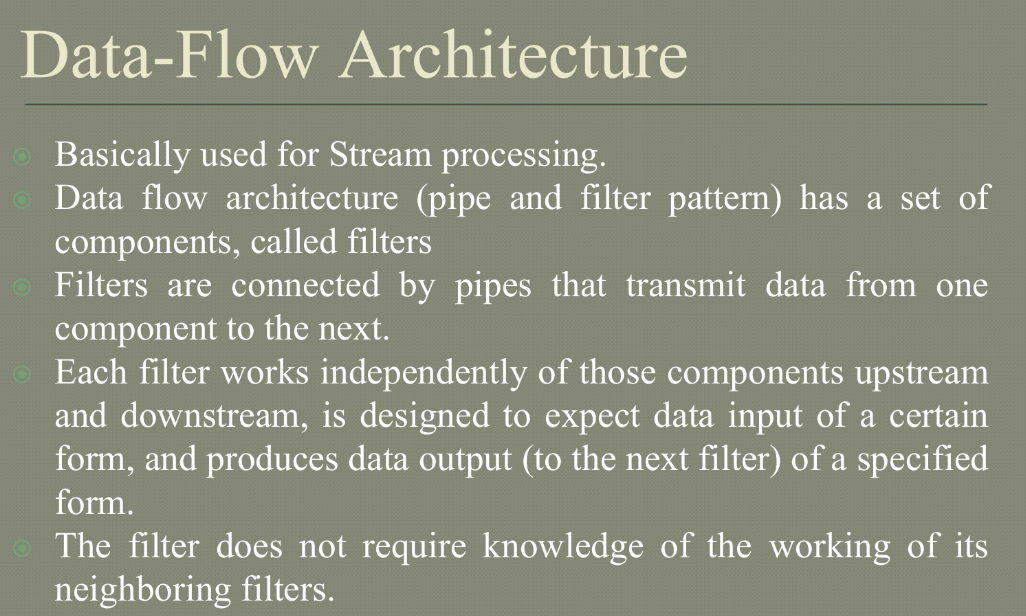 Data-Flow Architecture
Basically used for Stream processing.
Data flow architecture (pipe and filter pattern) has a set of
components, called filters
Filters are connected by pipes that transmit data from one
component to the next.
Each filter works independently of those components upstream
and downstream, is designed to expect data input of a certain
form, and produces data output (to the next filter) of a specified
form.
The filter does not require knowledge of the working of its
neighboring filters.